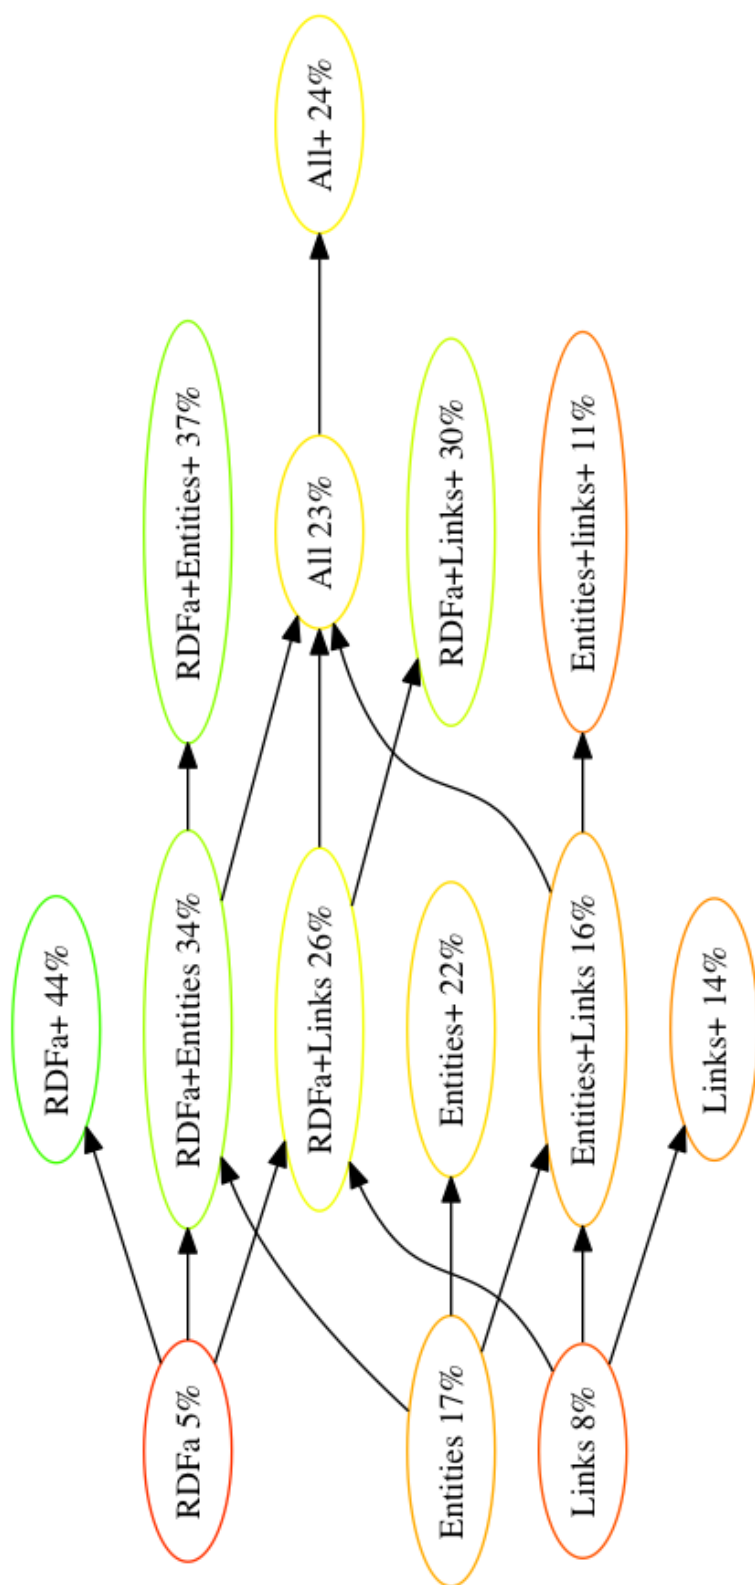 RDFa 5%
Entities 17%
Links 8%
RDFa+ 44%
RDFa+Entities 34%
RDFa+Links 26%
Entities+ 22%
Entities+Links 16%
Links+ 14%
RDFa+Entities+ 37%
All 23%
RDFa+Links+ 30%
Entities+links+ 11%
All+ 24%